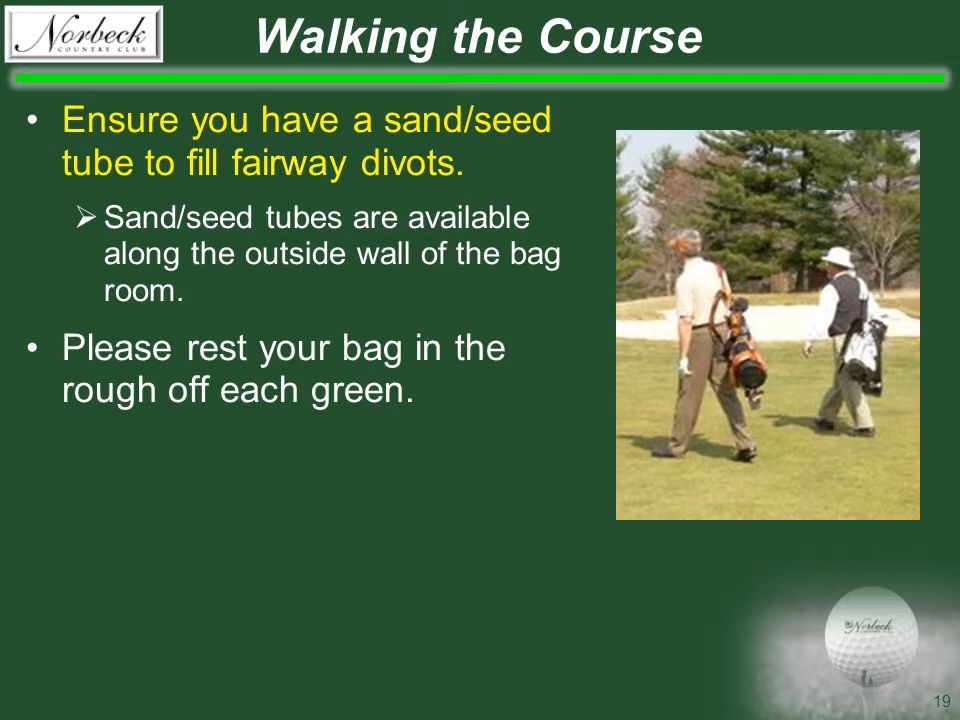 Norbeck
COUNTRY CLUB
Walking the Course
• Ensure you have a sand/seed
tube to fill fairway divots.
➢ Sand/seed tubes are available
along the outside wall of the bag
room.
• Please rest your bag in the
rough off each green.
Norbeck
COUNTRY CLUB
19